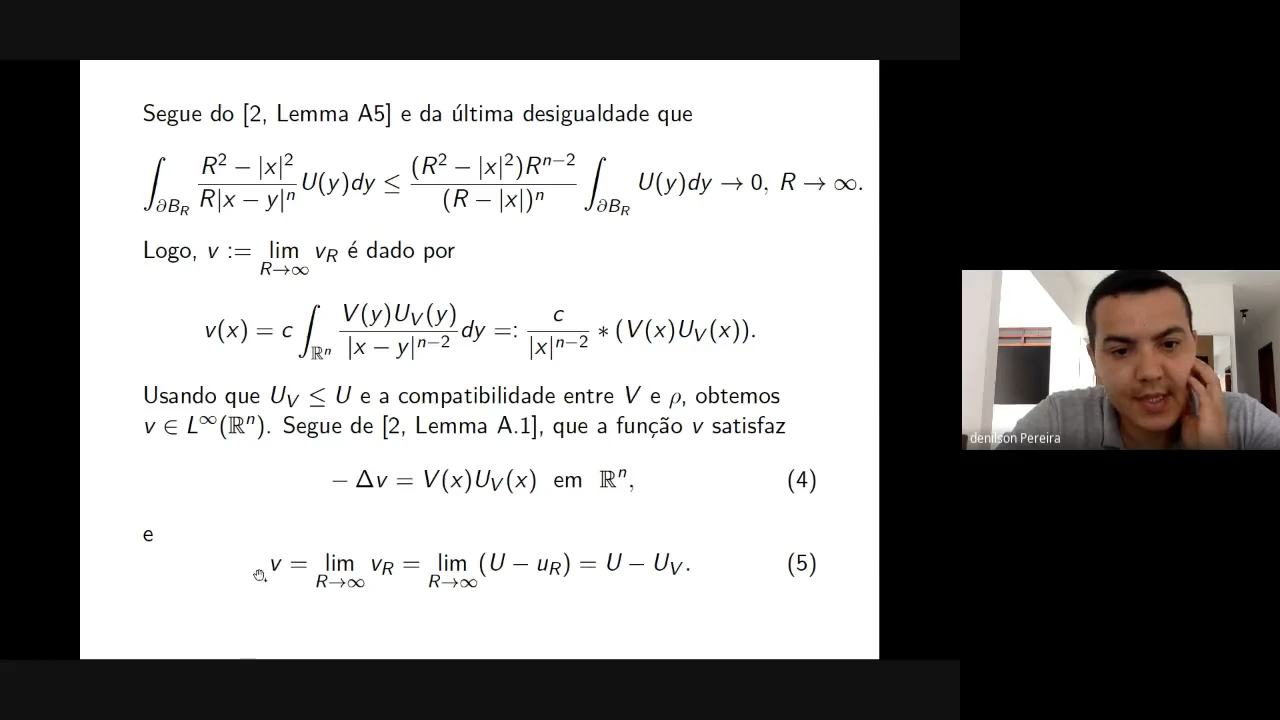 Segue do [2, Lemma A5] e da última desigualdade que
∫_{∂B_R} (R² − |x|²)/(R|x − y|ⁿ) U(y)dy ≤ ((R² − |x|²)Rⁿ⁻²)/((R − |x|)ⁿ) ∫_{∂B_R} U(y)dy → 0, R → ∞.
Logo, v := lim_{R→∞} v_R é dado por
v(x) = c ∫_{ℝⁿ} (V(y)U_V(y))/(|x − y|ⁿ⁻²) dy =: c/(|x|ⁿ⁻²) ∗ (V(x)U_V(x)).
Usando que U_V ≤ U e a compatibilidade entre V e ρ, obtemos
v ∈ L^∞(ℝⁿ). Segue de [2, Lemma A.1], que a função v satisfaz
− Δv = V(x)U_V(x) em ℝⁿ, (4)
e
v = lim_{R→∞} v_R = lim_{R→∞} (U − u_R) = U − U_V. (5)
denilson Pereira